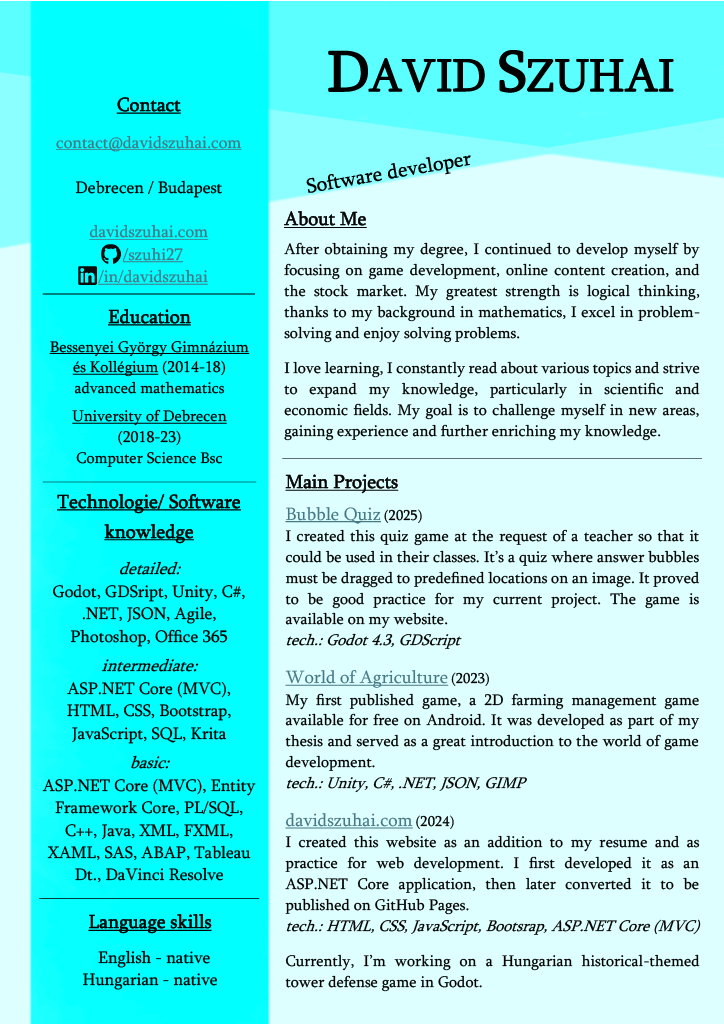 DAVID SZUHAI
Software developer
Contact
contact@davidszuhai.com
Debrecen / Budapest
davidszuhai.com
/szuhi27
in/in/davidszuhai
Education
Bessenyei György Gimnázium
és Kollégium (2014-18)
advanced mathematics
University of Debrecen
(2018-23)
Computer Science Bsc
Technologie/ Software
knowledge
detailed:
Godot, GDSript, Unity, C#,
.NET, JSON, Agile,
Photoshop, Office 365
intermediate:
ASP.NET Core (MVC),
HTML, CSS, Bootstrap,
JavaScript, SQL, Krita
basic:
ASP.NET Core (MVC), Entity
Framework Core, PL/SQL,
C++, Java, XML, FXML,
XAML, SAS, ABAP, Tableau
Dt., DaVinci Resolve
Language skills
English - native
Hungarian - native
About Me
After obtaining my degree, I continued to develop myself by
focusing on game development, online content creation, and
the stock market. My greatest strength is logical thinking,
thanks to my background in mathematics, I excel in problem-
solving and enjoy solving problems.
I love learning, I constantly read about various topics and strive
to expand my knowledge, particularly in scientific and
economic fields. My goal is to challenge myself in new areas,
gaining experience and further enriching my knowledge.
Main Projects
Bubble Quiz (2025)
I created this quiz game at the request of a teacher so that it
could be used in their classes. It's a quiz where answer bubbles
must be dragged to predefined locations on an image. It proved
to be good practice for my current project. The game is
available on my website.
tech.: Godot 4.3, GDScript
World of Agriculture (2023)
My first published game, a 2D farming management game
available for free on Android. It was developed as part of my
thesis and served as a great introduction to the world of game
development.
tech.: Unity, C#, .NET, JSON, GIMP
davidszuhai.com (2024)
I created this website as an addition to my resume and as
practice for web development. I first developed it as an
ASP.NET Core application, then later converted it to be
published on GitHub Pages.
tech.: HTML, CSS, JavaScript, Bootsrap, ASP.NET Core (MVC)
Currently, I'm working on a Hungarian historical-themed
tower defense game in Godot.